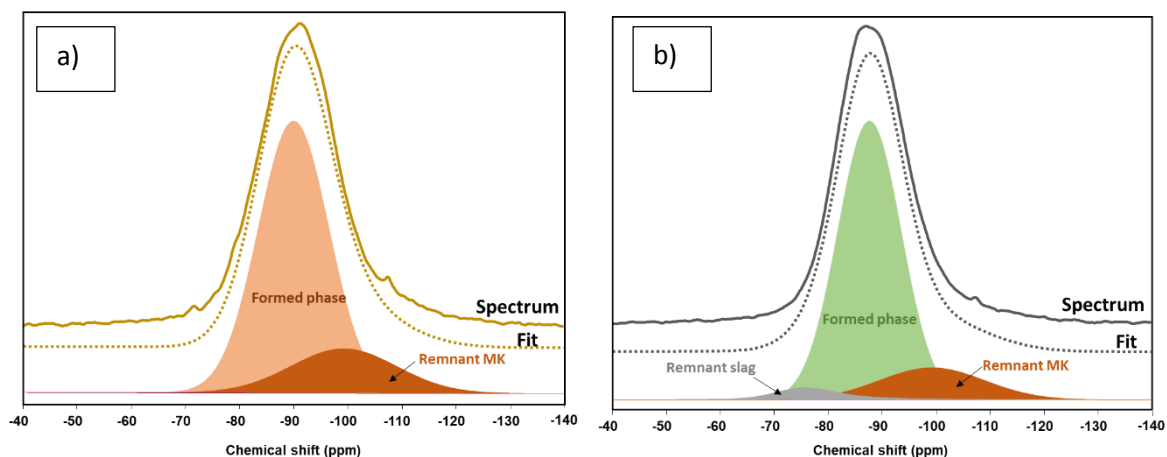 a)
Formed phase
Spectrum
Fit
Remnant MK
-40 -50 -60 -70 -80 -90 -100 -110 -120 -130 -140
Chemical shift (ppm)
b)
Formed phase
Spectrum
Fit
Remnant slag
Remnant MK
-40 -50 -60 -70 -80 -90 -100 -110 -120 -130 -140
Chemical shift (ppm)